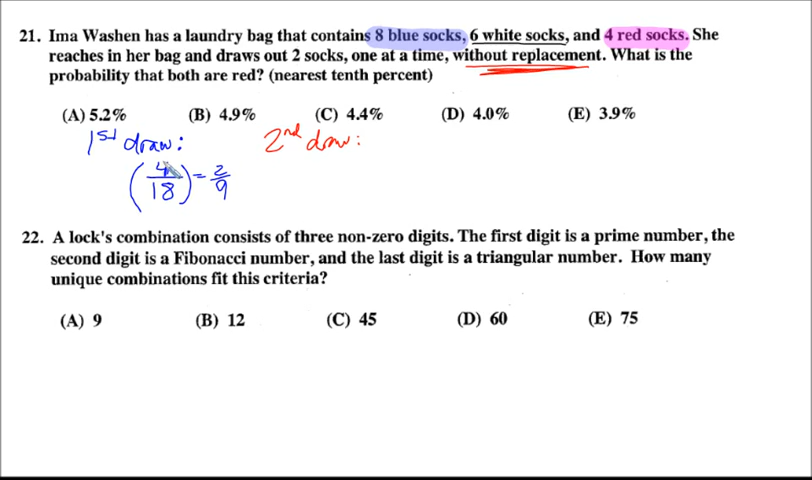 21. Ima Washen has a laundry bag that contains 8 blue socks, 6 white socks, and 4 red socks. She
reaches in her bag and draws out 2 socks, one at a time, without replacement. What is the
probability that both are red? (nearest tenth percent)
(A) 5.2% (B) 4.9% (C) 4.4% (D) 4.0% (E) 3.9%
1st draw: 2nd draw:
(4/18) = 2/9
22. A lock's combination consists of three non-zero digits. The first digit is a prime number, the
second digit is a Fibonacci number, and the last digit is a triangular number. How many
unique combinations fit this criteria?
(A) 9 (B) 12 (C) 45 (D) 60 (E) 75